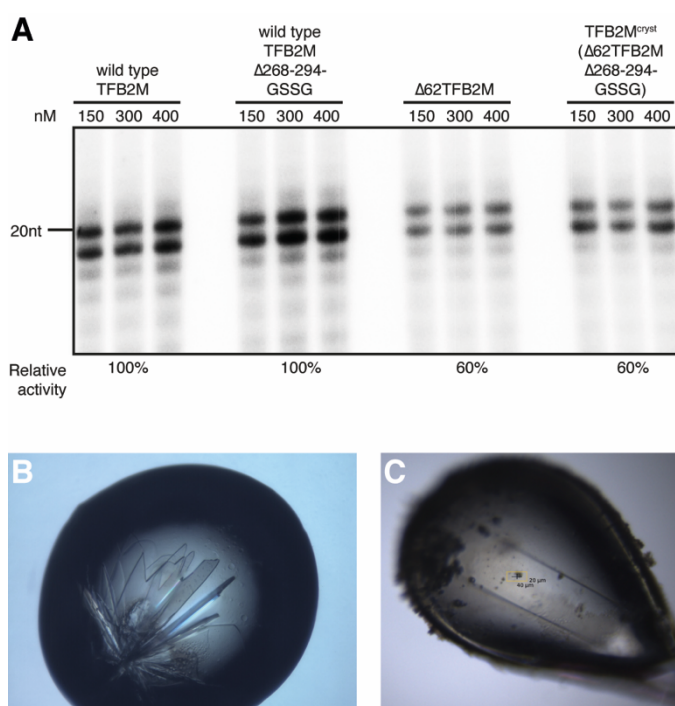 A
wild type
TFB2M
wild type
TFB2M
Δ268-294-
GSSG
Δ62TFB2M
TFB2Mcryst
(Δ62TFB2M
Δ268-294-
GSSG)
nM
150 300 400
150 300 400
150 300 400
150 300 400
20nt
Relative
activity
100%
100%
60%
60%
B
C
20 µm
40 µm